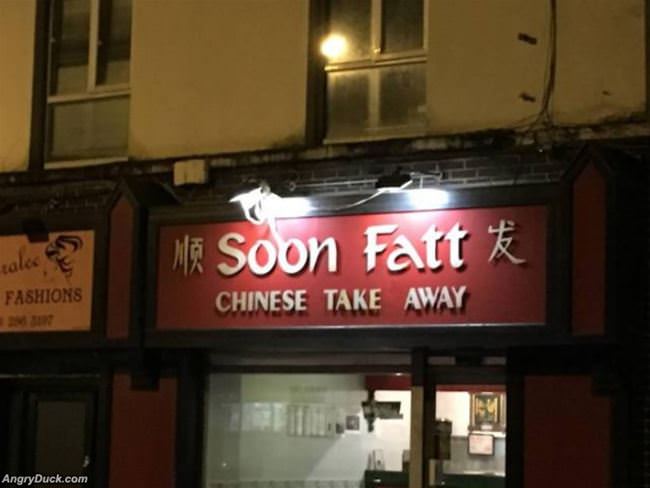 顺 Soon Fatt 发
CHINESE TAKE AWAY
FASHIONS
AngryDuck.com